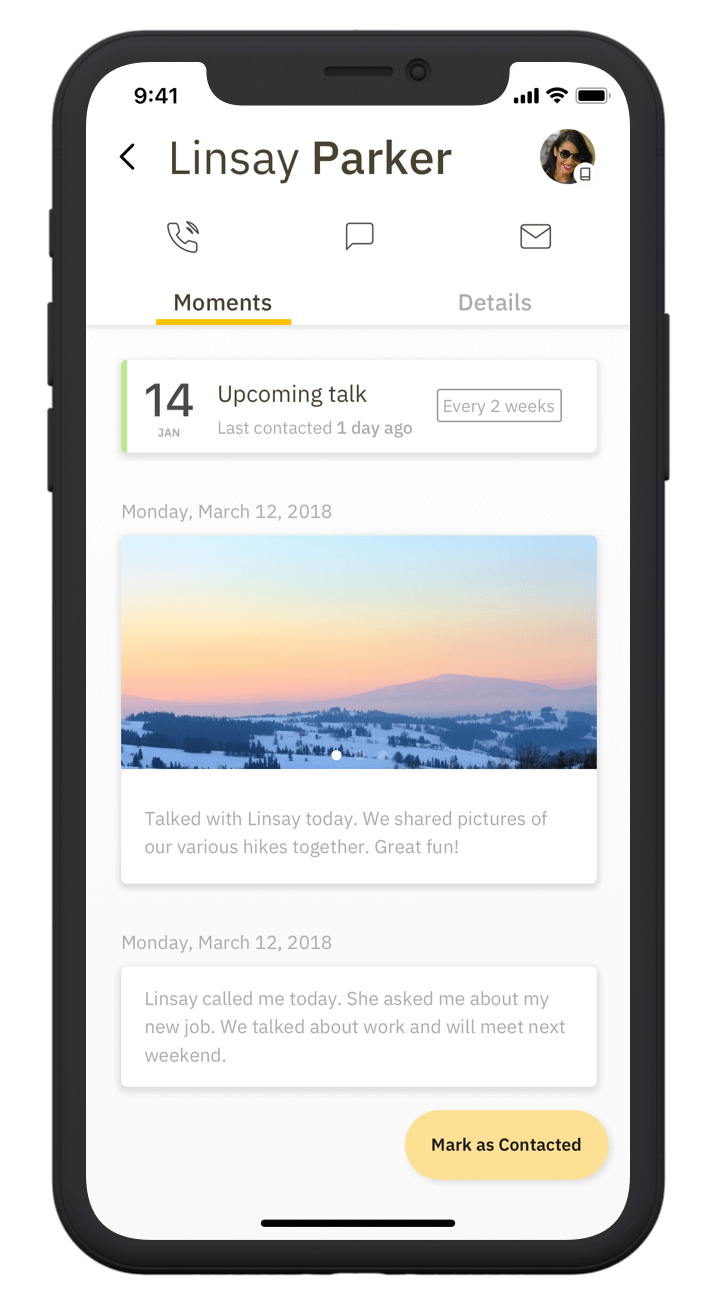 9:41
Linsay Parker
Moments
Details
14
JAN
Upcoming talk
Last contacted 1 day ago
Every 2 weeks
Monday, March 12, 2018
Talked with Linsay today. We shared pictures of
our various hikes together. Great fun!
Monday, March 12, 2018
Linsay called me today. She asked me about my
new job. We talked about work and will meet next
weekend.
Mark as Contacted